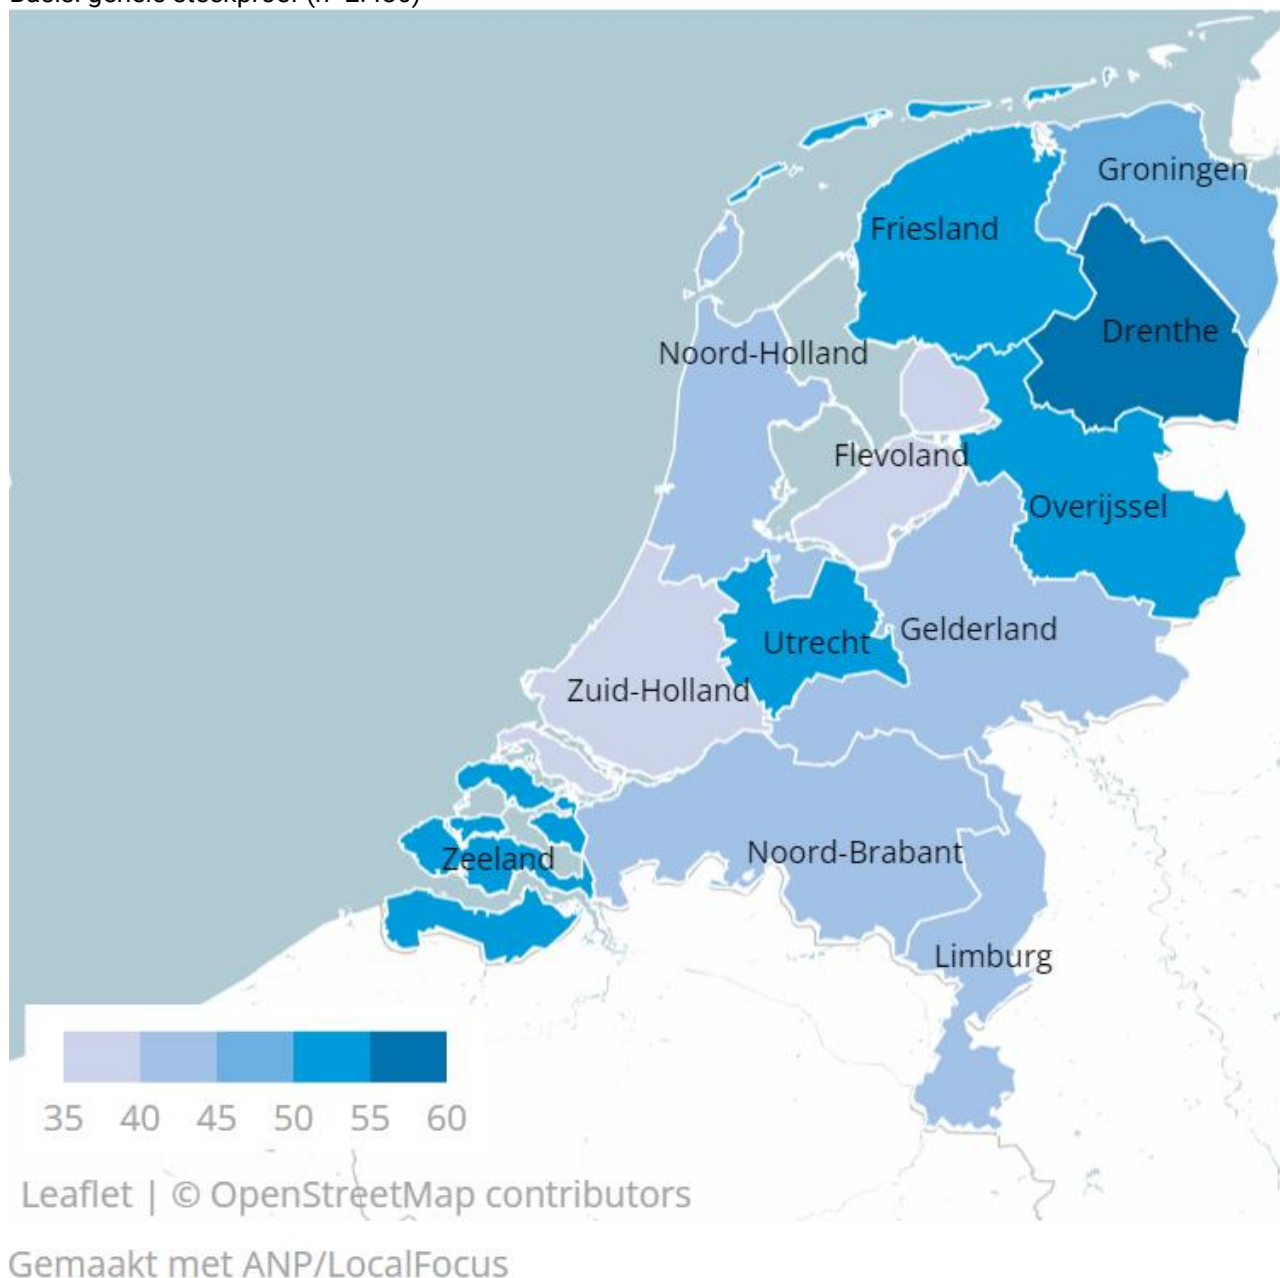 Groningen
Friesland
Drenthe
Noord-Holland
Flevoland
Overijssel
Gelderland
Utrecht
Zuid-Holland
Noord-Brabant
Zeeland
Limburg
35 40 45 50 55 60
Leaflet | © OpenStreetMap contributors
Gemaakt met ANP/LocalFocus